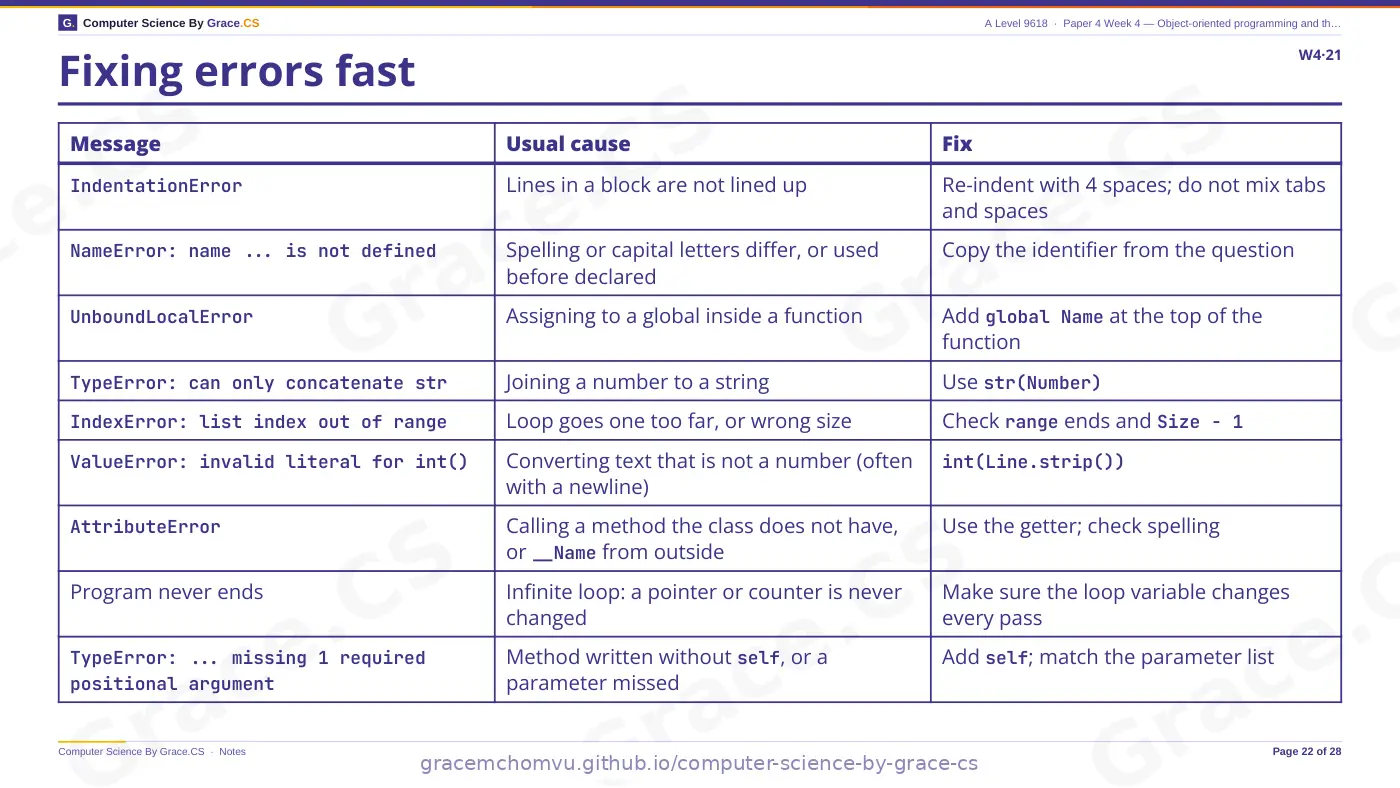 G. Computer Science By Grace.CS
A Level 9618 · Paper 4 Week 4 — Object-oriented programming and th…
Fixing errors fast
W4·21
Message
Usual cause
Fix
IndentationError
Lines in a block are not lined up
Re-indent with 4 spaces; do not mix tabs
and spaces
NameError: name ... is not defined
Spelling or capital letters differ, or used
before declared
Copy the identifier from the question
UnboundLocalError
Assigning to a global inside a function
Add global Name at the top of the
function
TypeError: can only concatenate str
Joining a number to a string
Use str(Number)
IndexError: list index out of range
Loop goes one too far, or wrong size
Check range ends and Size - 1
ValueError: invalid literal for int()
Converting text that is not a number (often
with a newline)
int(Line.strip())
AttributeError
Calling a method the class does not have,
or __Name from outside
Use the getter; check spelling
Program never ends
Infinite loop: a pointer or counter is never
changed
Make sure the loop variable changes
every pass
TypeError: ... missing 1 required
positional argument
Method written without self, or a
parameter missed
Add self; match the parameter list
Computer Science By Grace.CS · Notes
gracemchomvu.github.io/computer-science-by-grace-cs
Page 22 of 28